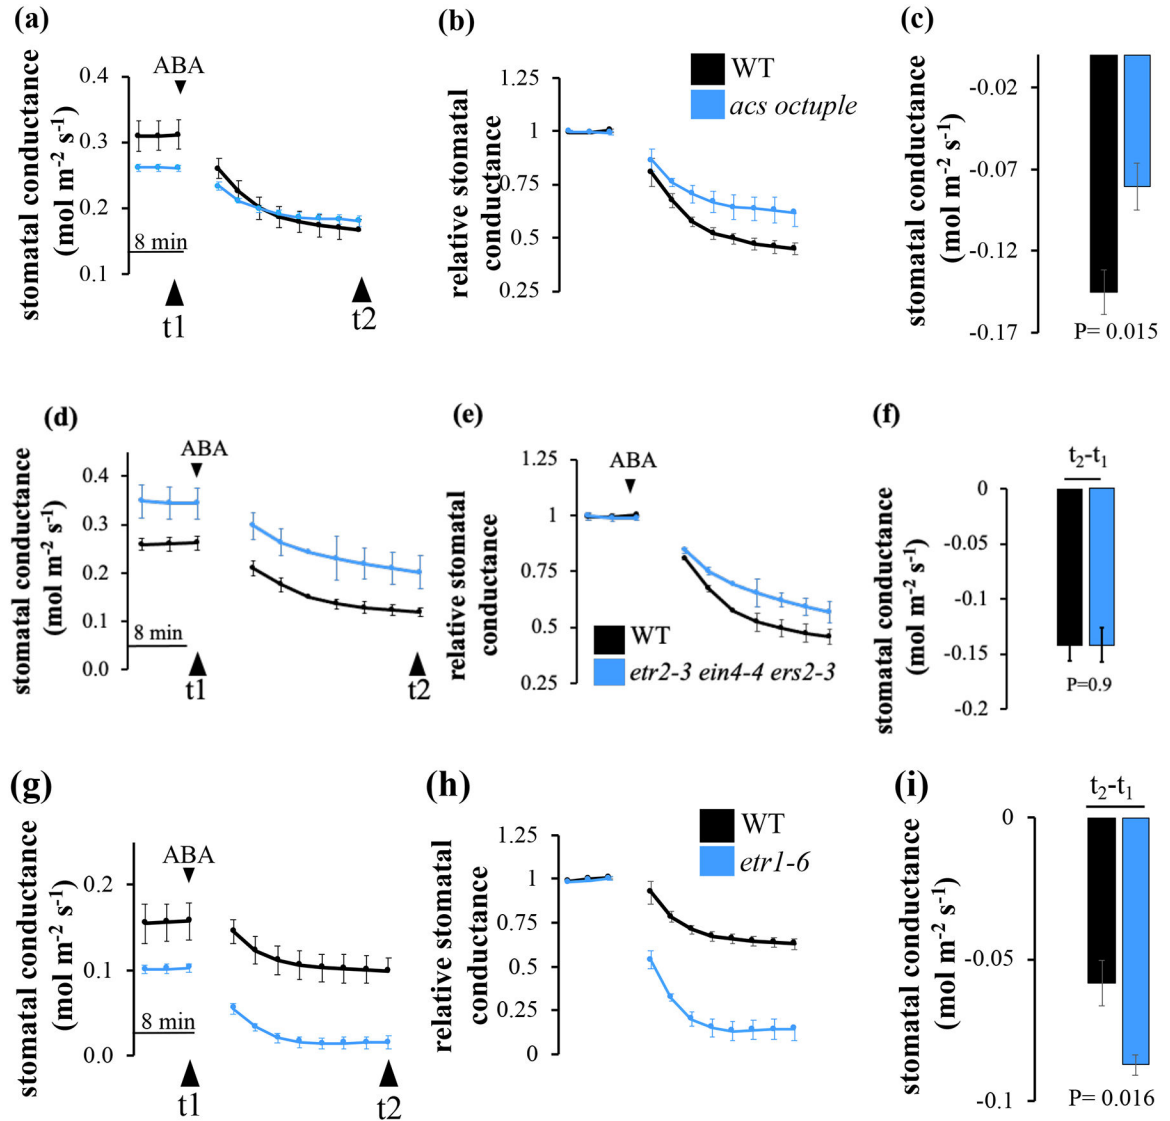 (a)
stomatal conductance
(mol m⁻² s⁻¹)
0.4
0.3
0.2
0.1
ABA
8 min
t1
t2
(b)
relative stomatal
conductance
1.25
1
0.75
0.5
0.25
WT
acs octuple
(c)
stomatal conductance
(mol m⁻² s⁻¹)
-0.02
-0.07
-0.12
-0.17
P= 0.015
(d)
stomatal conductance
(mol m⁻² s⁻¹)
0.4
0.3
0.2
0.1
0.0
ABA
8 min
t1
t2
(e)
relative stomatal
conductance
1.25
1
0.75
0.5
0.25
ABA
WT
etr2-3 ein4-4 ers2-3
(f)
stomatal conductance
(mol m⁻² s⁻¹)
t₂-t₁
0
-0.05
-0.1
-0.15
-0.2
P=0.9
(g)
stomatal conductance
(mol m⁻² s⁻¹)
0.2
0.1
0.0
ABA
8 min
t1
t2
(h)
relative stomatal
conductance
1.25
1
0.75
0.5
0.25
0
WT
etr1-6
(i)
stomatal conductance
(mol m⁻² s⁻¹)
t₂-t₁
0
-0.05
-0.1
P= 0.016